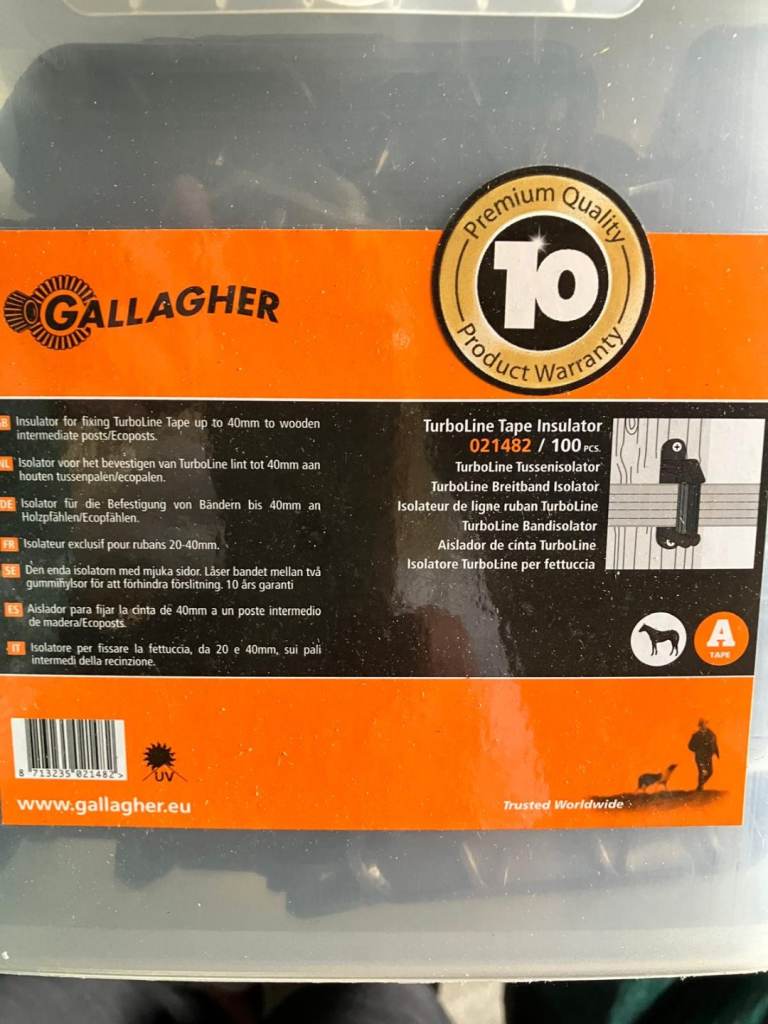 Premium Quality
10
Product Warranty
GALLAGHER
GB Insulator for fixing TurboLine Tape up to 40mm to wooden
intermediate posts/Ecoposts.
NL Isolator voor het bevestigen van TurboLine lint tot 40mm aan
houten tussenpalen/ecopalen.
DE Isolator für die Befestigung von Bändern bis 40mm an
Holzpfählen/Ecopfählen.
FR Isolateur exclusif pour rubans 20-40mm.
SE Den enda isolatorn med mjuka sidor. Låser bandet mellan två
gummihylsor för att förhindra förslitning. 10 års garanti
ES Aislador para fijar la cinta de 40mm a un poste intermedio
de madera/Ecoposts.
IT Isolatore per fissare la fettuccia, da 20 e 40mm, sui pali
intermedi della recinzione.
TurboLine Tape Insulator
021482 / 100 PCS.
TurboLine Tussenisolator
TurboLine Breitband Isolator
Isolateur de ligne ruban TurboLine
TurboLine Bandisolator
Aislador de cinta TurboLine
Isolatore TurboLine per fettuccia
A
TAPE
8 713235 021482 >
UV
www.gallagher.eu
Trusted Worldwide